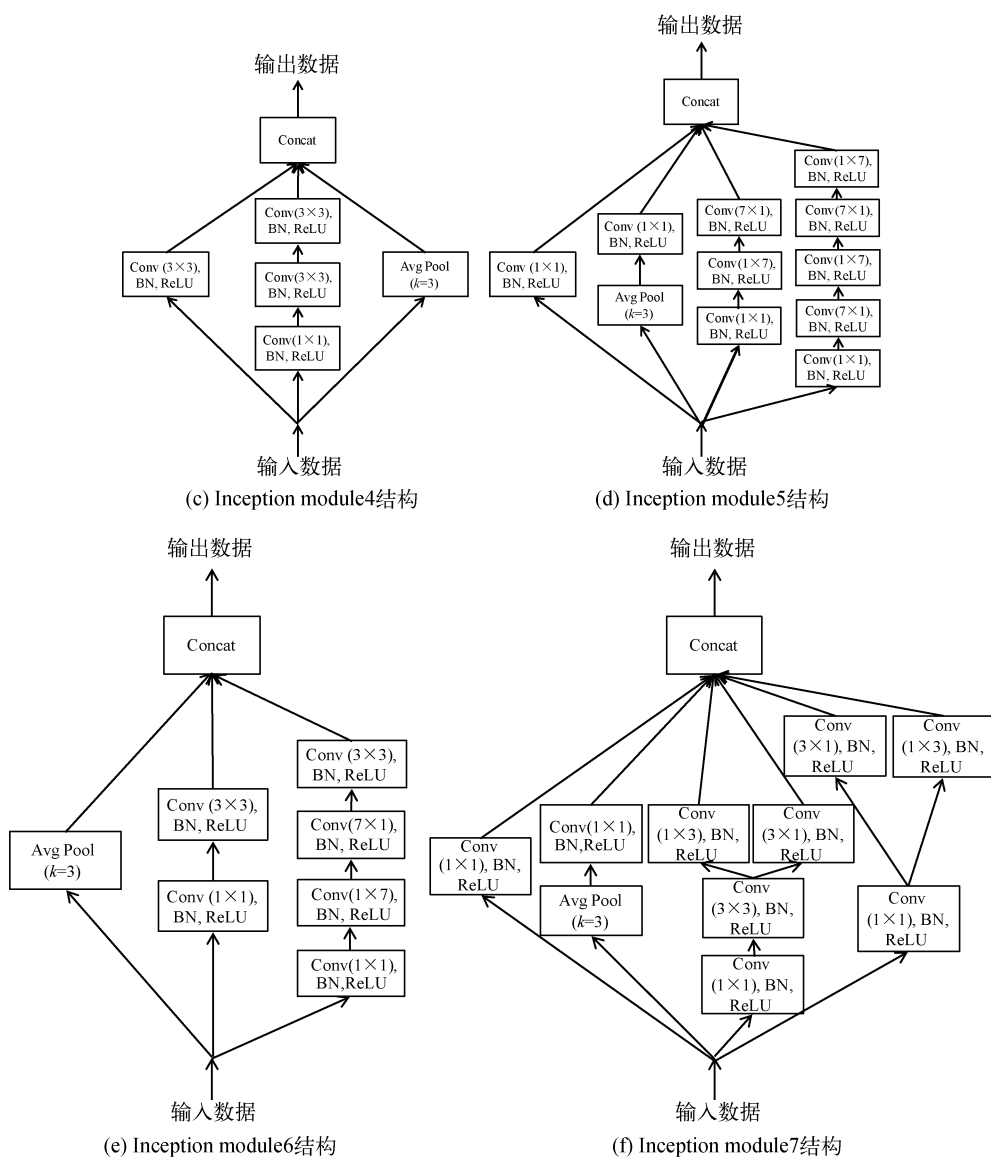 输出数据
Concat
Conv(3×3),
BN, ReLU
Conv (3×3),
BN, ReLU
Conv(3×3),
BN, ReLU
Avg Pool
(k=3)
Conv(1×1),
BN, ReLU
输入数据
(c) Inception module4结构
输出数据
Concat
Conv(1×7),
BN, ReLU
Conv (1×1),
BN, ReLU
Conv(7×1),
BN, ReLU
Conv(7×1),
BN, ReLU
Conv (1×1),
BN, ReLU
Avg Pool
(k=3)
Conv(1×7),
BN, ReLU
Conv(1×7),
BN, ReLU
Conv(1×1),
BN, ReLU
Conv(7×1),
BN, ReLU
Conv(1×1),
BN, ReLU
输入数据
(d) Inception module5结构
输出数据
Concat
Conv (3×3),
BN, ReLU
Conv (3×3),
BN, ReLU
Conv(7×1),
BN, ReLU
Avg Pool
(k=3)
Conv (1×1),
BN, ReLU
Conv(1×7),
BN, ReLU
Conv(1×1),
BN,ReLU
输入数据
(e) Inception module6结构
输出数据
Concat
Conv
(3×1), BN,
ReLU
Conv
(1×3), BN,
ReLU
Conv
(1×1), BN,
ReLU
Conv(1×1),
BN,ReLU
Conv
(1×3), BN,
ReLU
Conv
(3×1), BN,
ReLU
Avg Pool
(k=3)
Conv
(3×3), BN,
ReLU
Conv
(1×1), BN,
ReLU
Conv
(1×1), BN,
ReLU
输入数据
(f) Inception module7结构